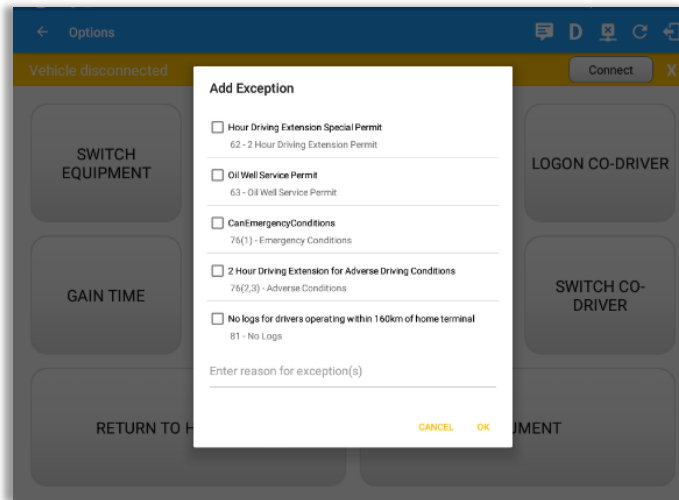 Options
D
Vehicle disconnected
Connect
X
Add Exception
Hour Driving Extension Special Permit
62 - 2 Hour Driving Extension Permit
Oil Well Service Permit
63 - Oil Well Service Permit
CanEmergencyConditions
76(1) - Emergency Conditions
2 Hour Driving Extension for Adverse Driving Conditions
76(2,3) - Adverse Conditions
No logs for drivers operating within 160km of home terminal
81 - No Logs
Enter reason for exception(s)
CANCEL OK
SWITCH
EQUIPMENT
LOGON CO-DRIVER
GAIN TIME
SWITCH CO-
DRIVER
RETURN TO